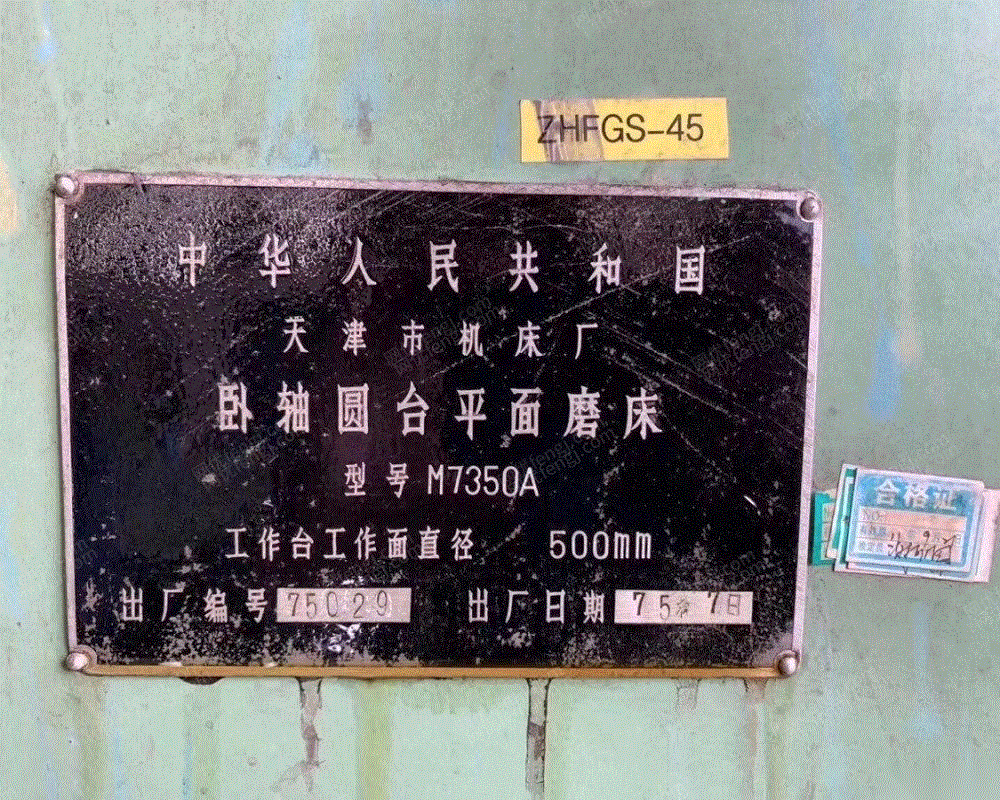 ZHFGS-45
中华人民共和国
天津市机床厂
卧轴圆台平面磨床
型号 M7350A
工作台工作面直径 500mm
出厂编号 75029 出厂日期 75年7日
合格证